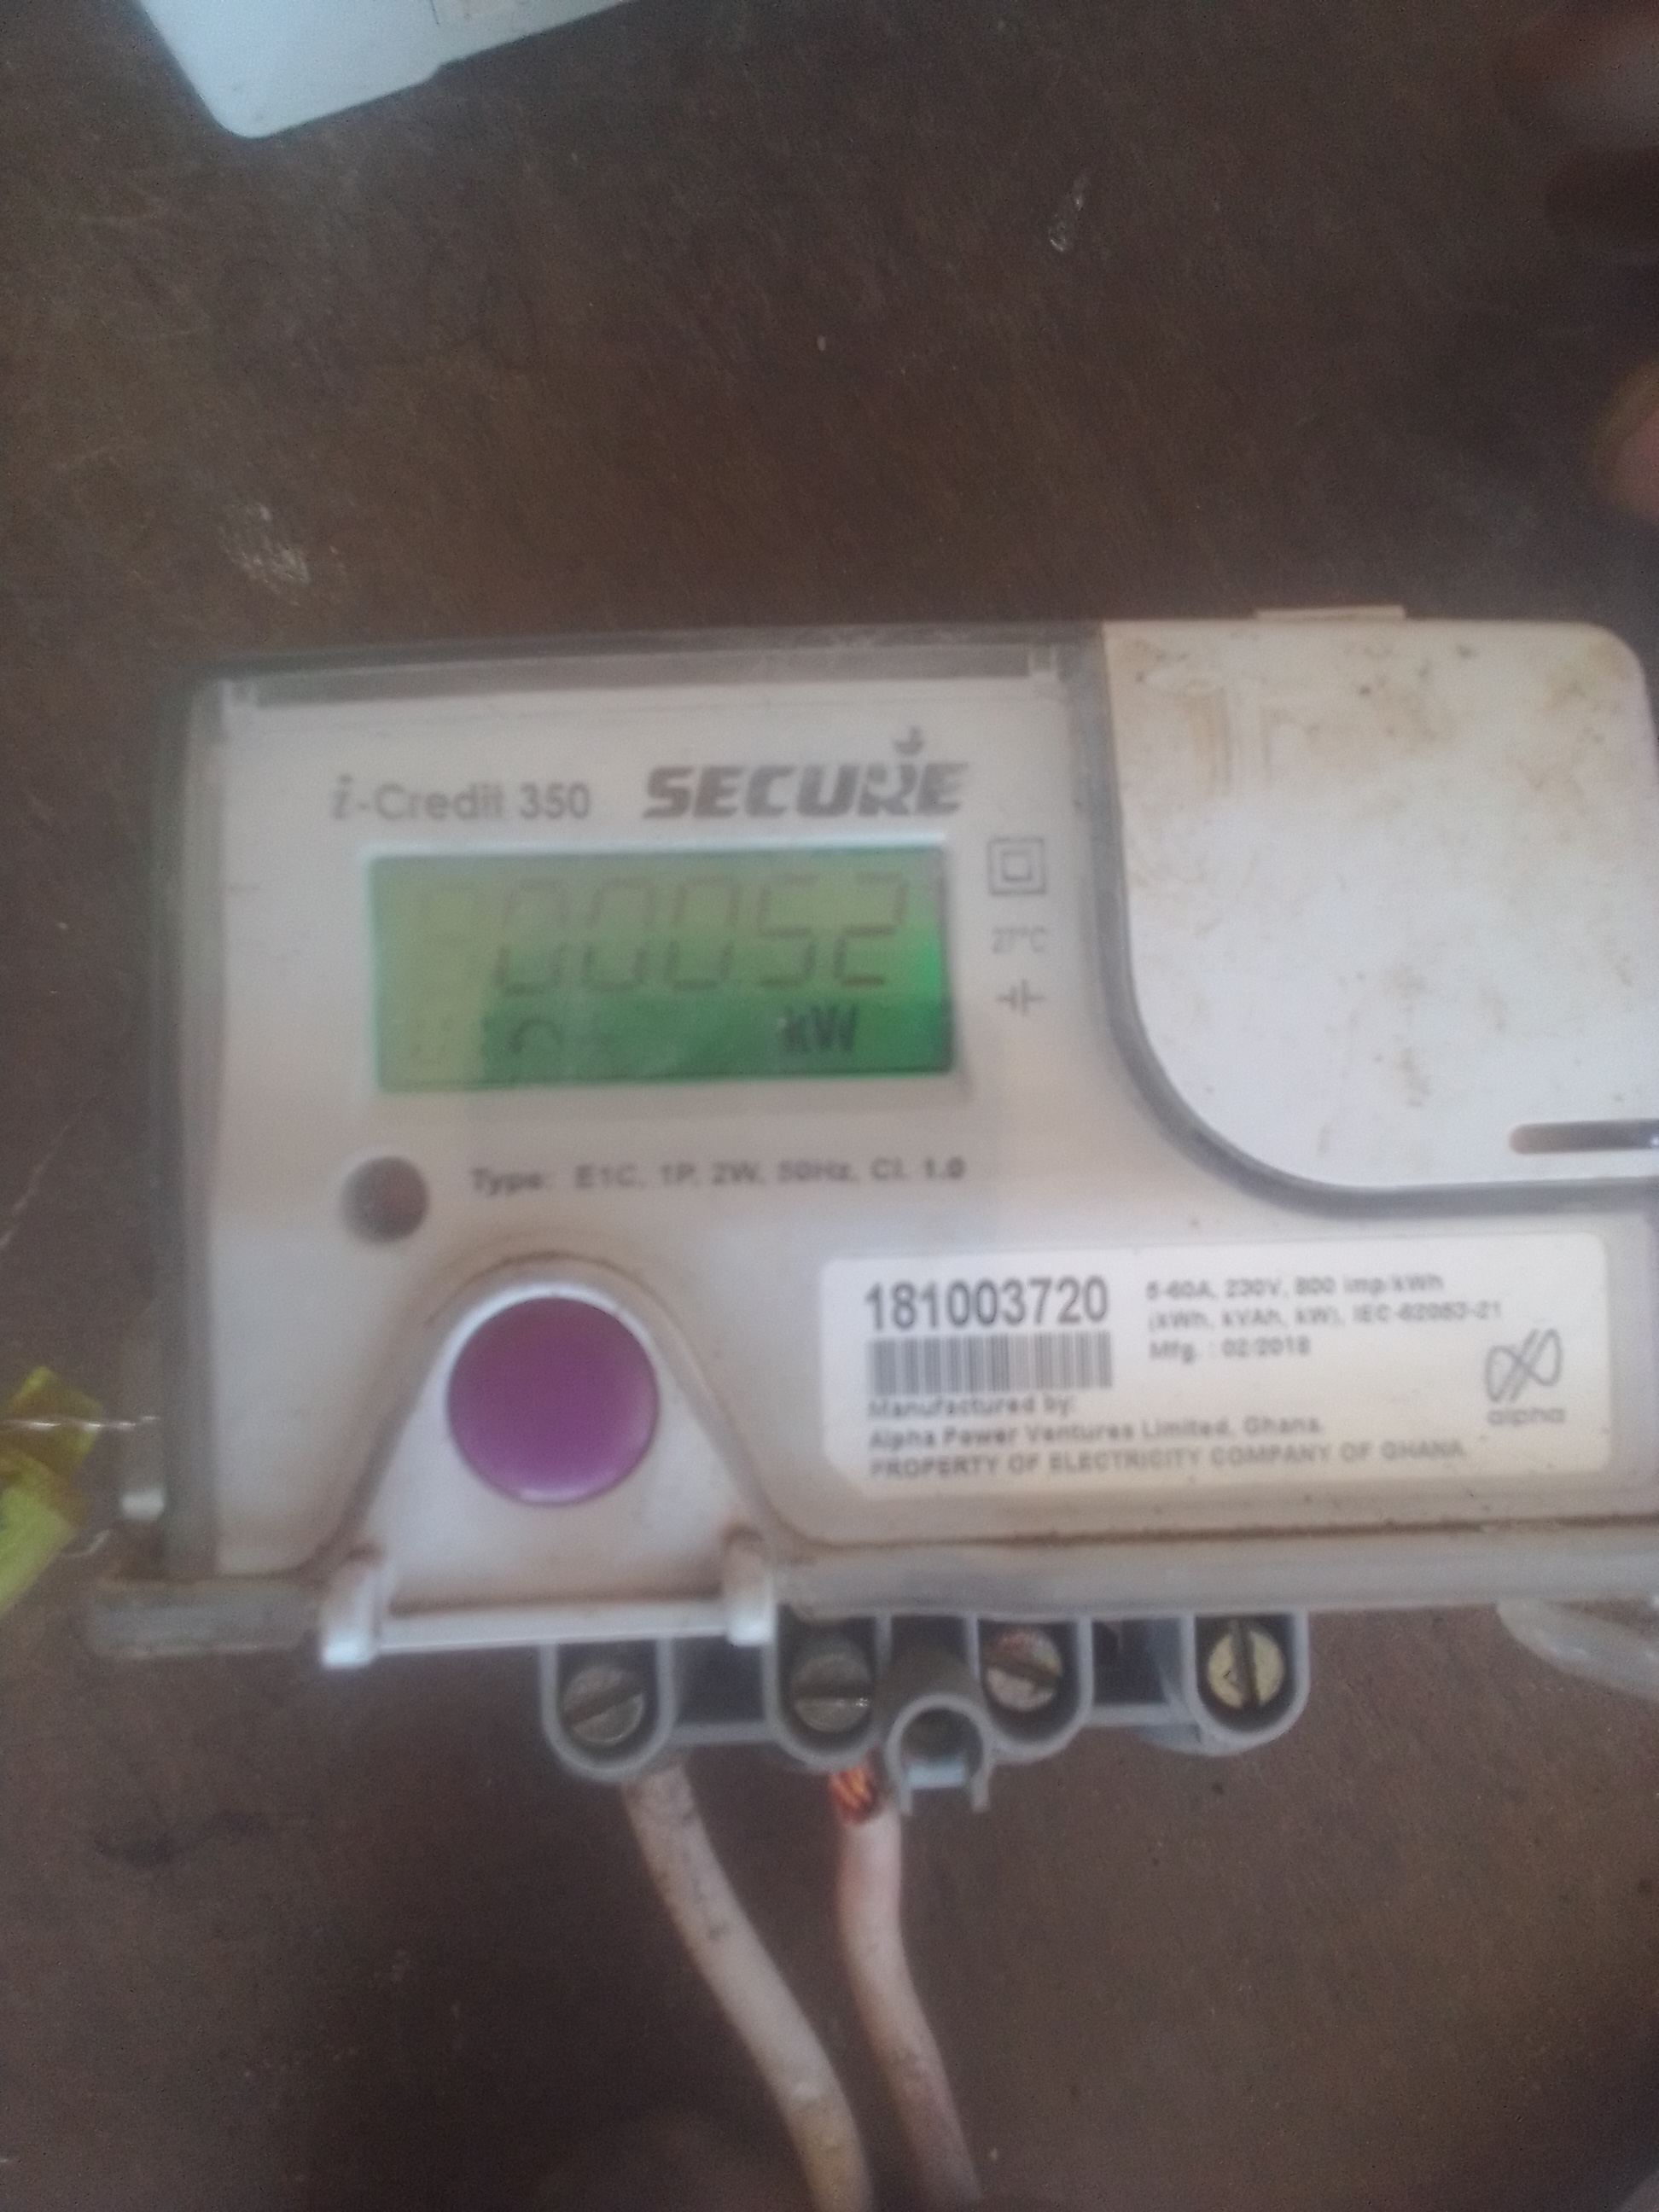 i-Credit 350 SECURE
000.52
kW
27°C
Type: E1C, 1P, 2W, 50Hz, Cl. 1.0
181003720
5-60A, 230V, 800 imp/kWh
(kWh, kVAh, kW), IEC-62053-21
Mfg. : 02/2018
alpha
Manufactured by:
Alpha Power Ventures Limited, Ghana.
PROPERTY OF ELECTRICITY COMPANY OF GHANA.